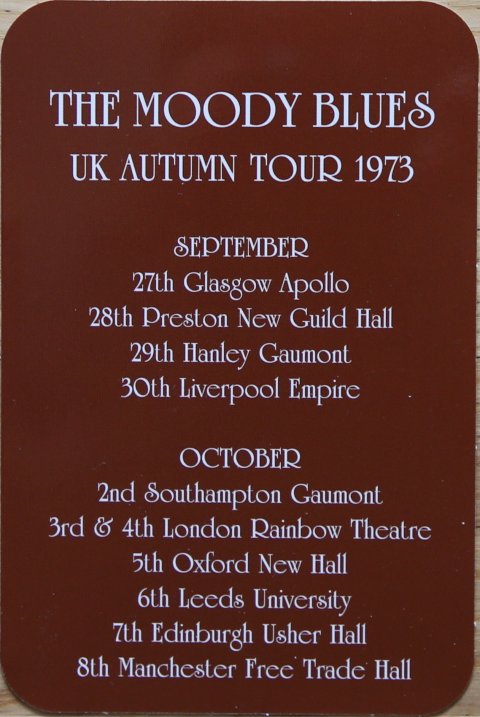 THE MOODY BLUES
UK AUTUMN TOUR 1973
SEPTEMBER
27th Glasgow Apollo
28th Preston New Guild Hall
29th Hanley Gaumont
30th Liverpool Empire
OCTOBER
2nd Southampton Gaumont
3rd & 4th London Rainbow Theatre
5th Oxford New Hall
6th Leeds University
7th Edinburgh Usher Hall
8th Manchester Free Trade Hall